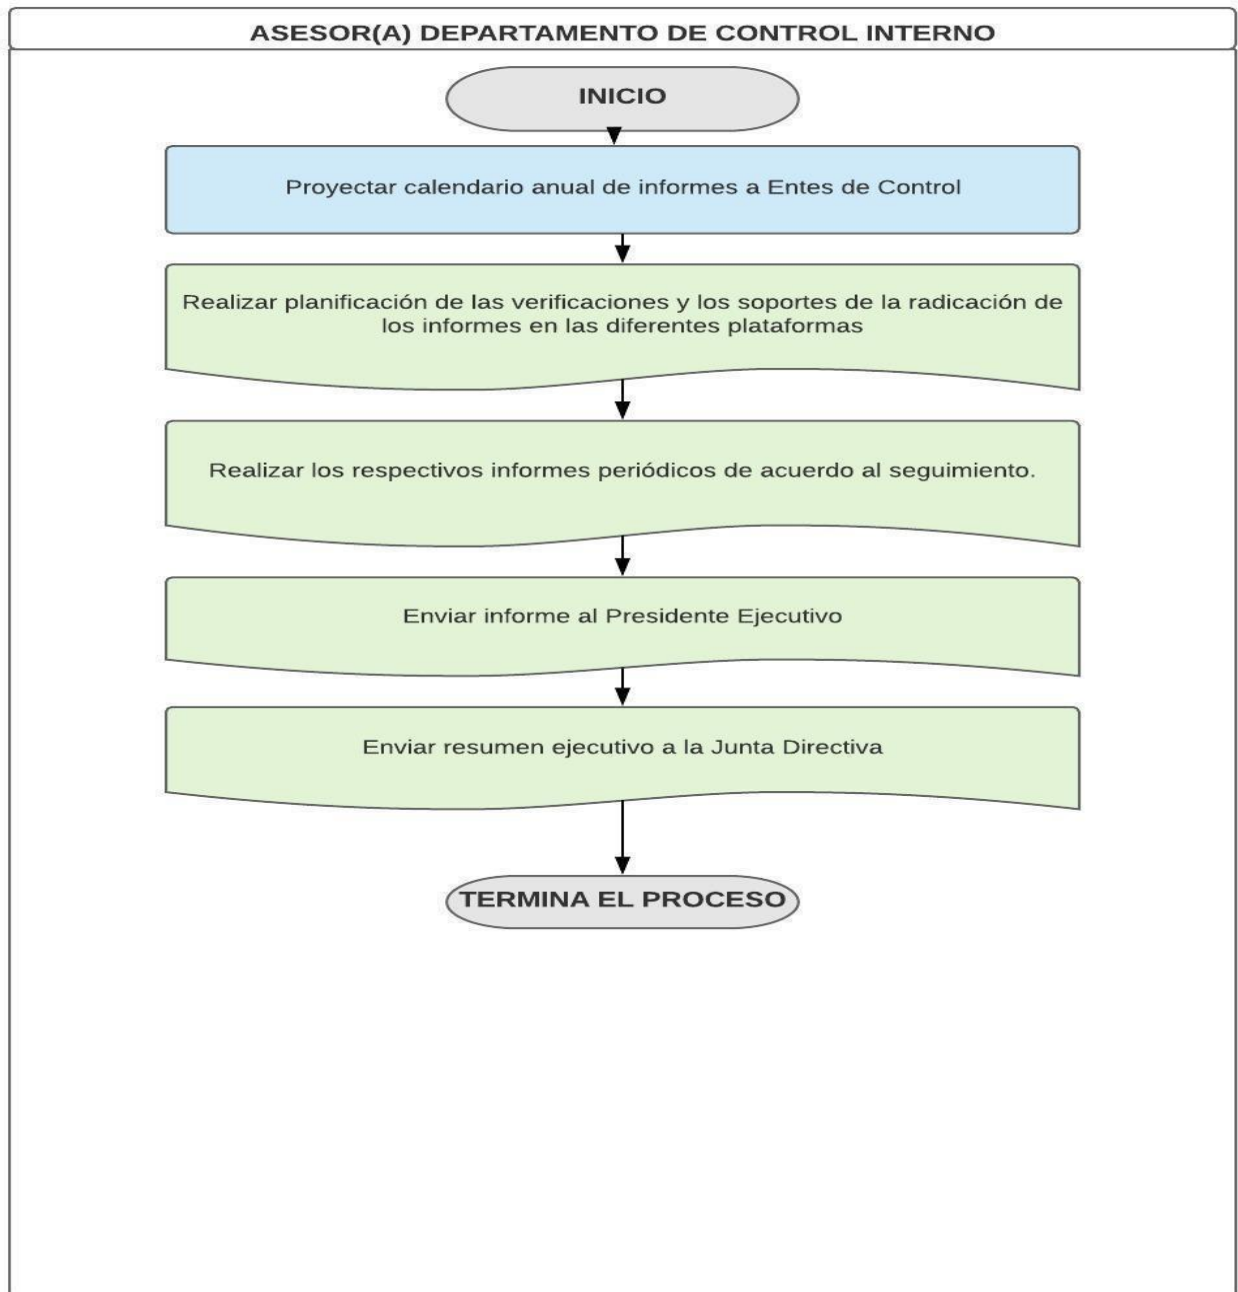 ASESOR(A) DEPARTAMENTO DE CONTROL INTERNO
INICIO
Proyectar calendario anual de informes a Entes de Control
Realizar planificación de las verificaciones y los soportes de la radicación de
los informes en las diferentes plataformas
Realizar los respectivos informes periódicos de acuerdo al seguimiento.
Enviar informe al Presidente Ejecutivo
Enviar resumen ejecutivo a la Junta Directiva
TERMINA EL PROCESO